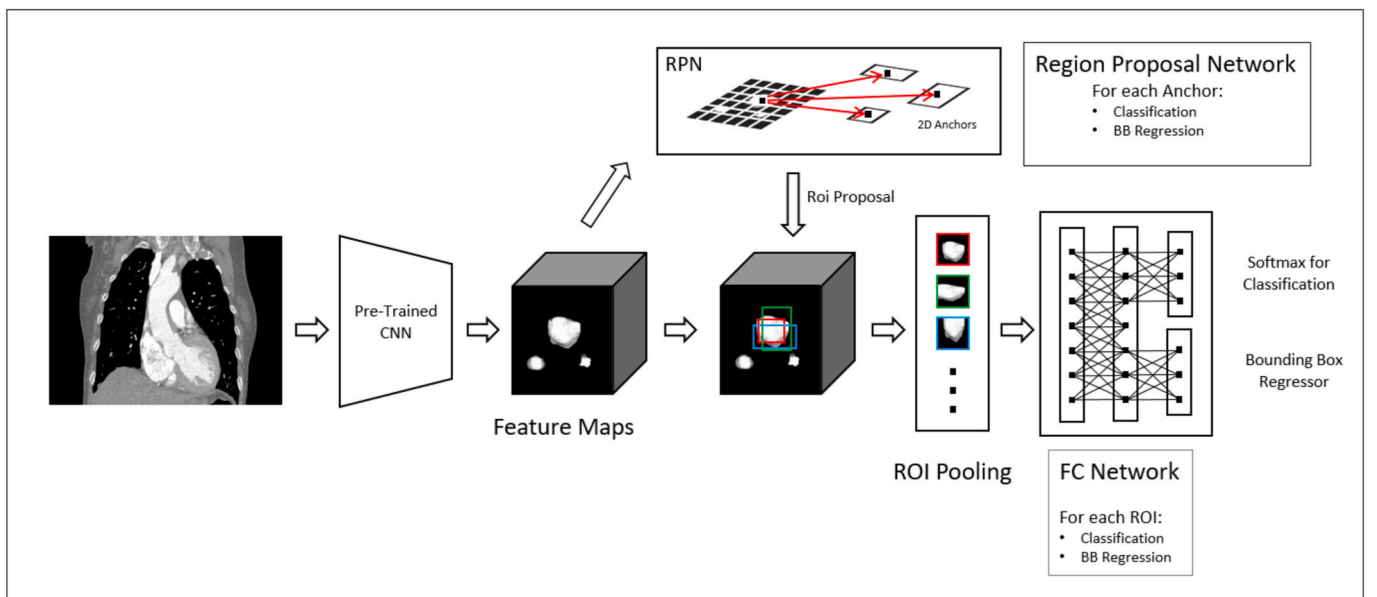 RPN
2D Anchors
Region Proposal Network
For each Anchor:
• Classification
• BB Regression
Roi Proposal
Pre-Trained
CNN
Feature Maps
ROI Pooling
Softmax for
Classification
Bounding Box
Regressor
FC Network
For each ROI:
• Classification
• BB Regression